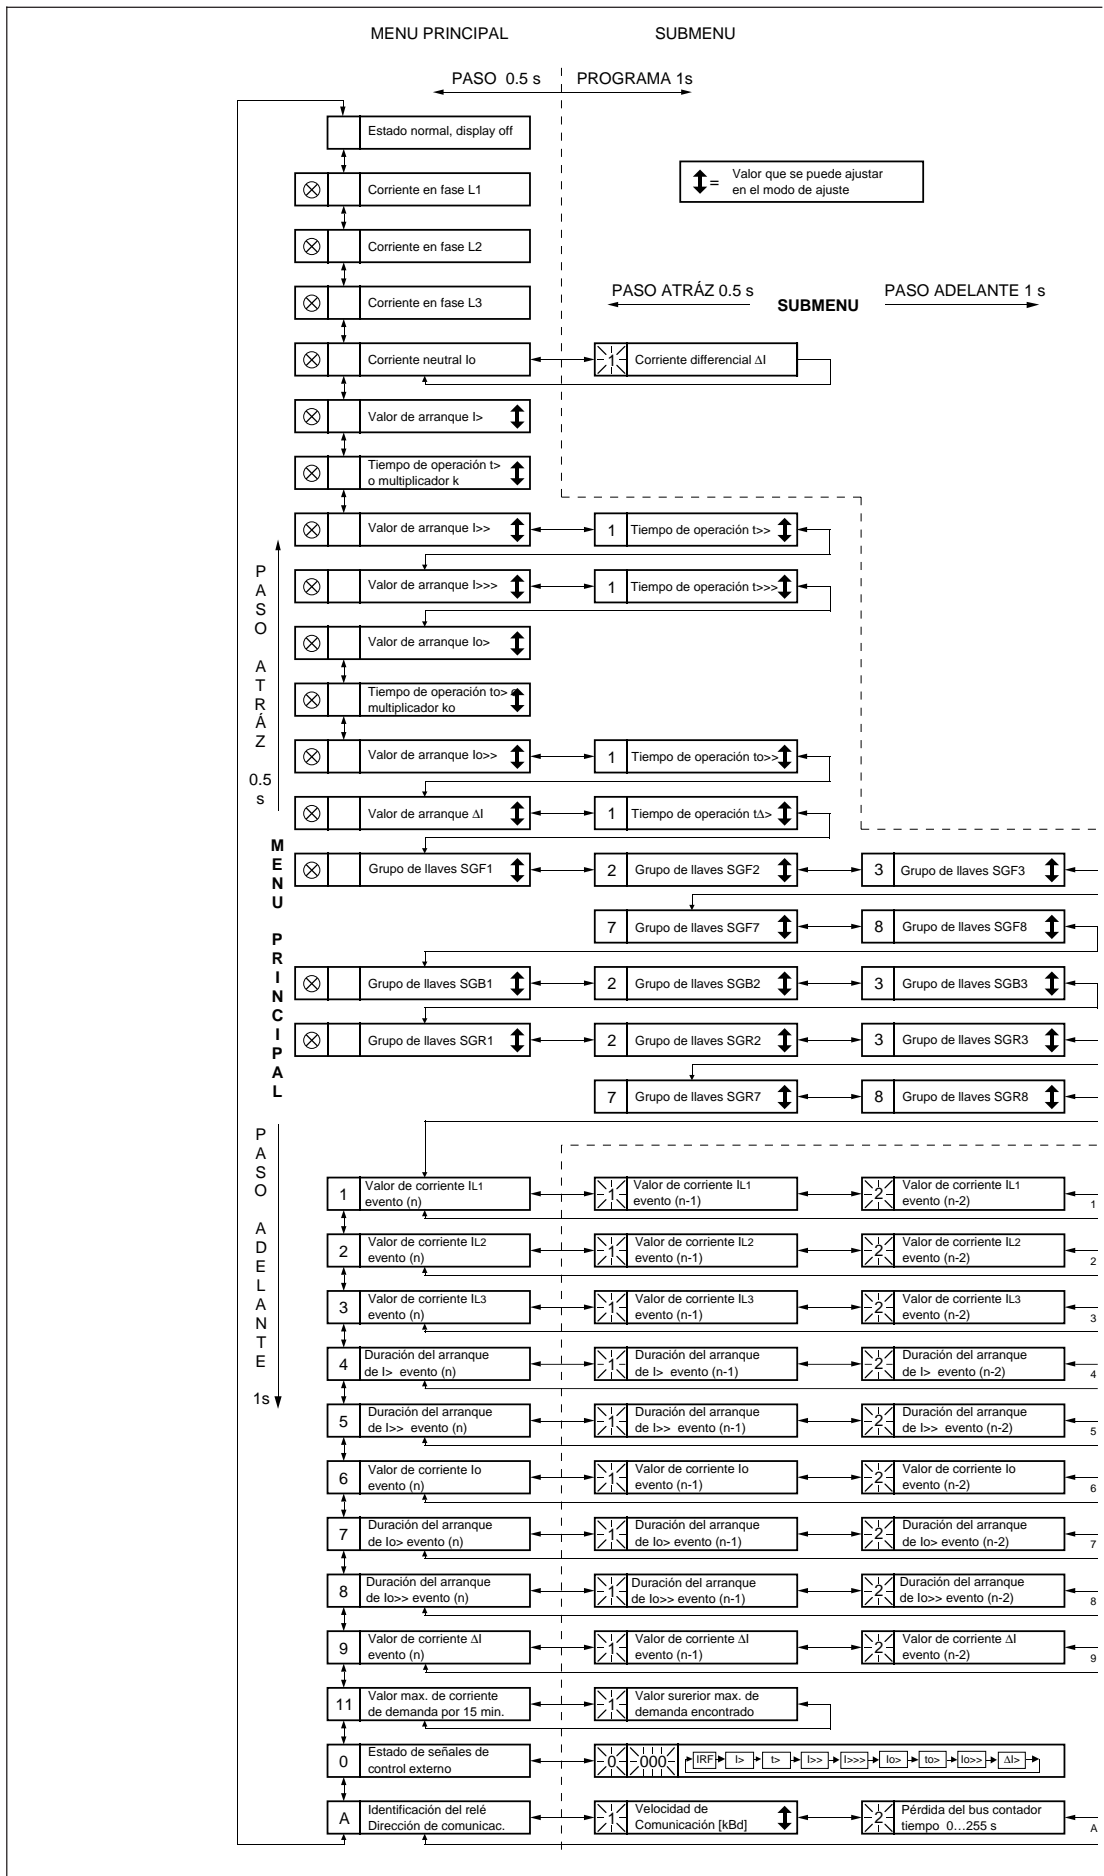 MENU PRINCIPAL SUBMENU
PASO 0.5 s PROGRAMA 1s
Estado normal, display off
= Valor que se puede ajustar
en el modo de ajuste
Corriente en fase L1
Corriente en fase L2
Corriente en fase L3
PASO ATRÁZ 0.5 s SUBMENU PASO ADELANTE 1 s
Corriente neutral Io 1 Corriente differencial ΔI
Valor de arranque I>
Tiempo de operación t>
o multiplicador k
Valor de arranque I>> 1 Tiempo de operación t>>
Valor de arranque I>>> 1 Tiempo de operación t>>>
Valor de arranque Io>
Tiempo de operación to> o
multiplicador ko
Valor de arranque Io>> 1 Tiempo de operación to>>
Valor de arranque ΔI 1 Tiempo de operación tΔ>
PASO ATRÁZ 0.5 s
MENU PRINCIPAL
PASO ADELANTE 1s
Grupo de llaves SGF1 2 Grupo de llaves SGF2 3 Grupo de llaves SGF3
7 Grupo de llaves SGF7 8 Grupo de llaves SGF8
Grupo de llaves SGB1 2 Grupo de llaves SGB2 3 Grupo de llaves SGB3
Grupo de llaves SGR1 2 Grupo de llaves SGR2 3 Grupo de llaves SGR3
7 Grupo de llaves SGR7 8 Grupo de llaves SGR8
1 Valor de corriente IL1 1 Valor de corriente IL1 2 Valor de corriente IL1
evento (n) evento (n-1) evento (n-2) 1
2 Valor de corriente IL2 1 Valor de corriente IL2 2 Valor de corriente IL2
evento (n) evento (n-1) evento (n-2) 2
3 Valor de corriente IL3 1 Valor de corriente IL3 2 Valor de corriente IL3
evento (n) evento (n-1) evento (n-2) 3
4 Duración del arranque 1 Duración del arranque 2 Duración del arranque
de I> evento (n) de I> evento (n-1) de I> evento (n-2) 4
5 Duración del arranque 1 Duración del arranque 2 Duración del arranque
de I>> evento (n) de I>> evento (n-1) de I>> evento (n-2) 5
6 Valor de corriente Io 1 Valor de corriente Io 2 Valor de corriente Io
evento (n) evento (n-1) evento (n-2) 6
7 Duración del arranque 1 Duración del arranque 2 Duración del arranque
de Io> evento (n) de Io> evento (n-1) de Io> evento (n-2) 7
8 Duración del arranque 1 Duración del arranque 2 Duración del arranque
de Io>> evento (n) de Io>> evento (n-1) de Io>> evento (n-2) 8
9 Valor de corriente ΔI 1 Valor de corriente ΔI 2 Valor de corriente ΔI
evento (n) evento (n-1) evento (n-2) 9
11 Valor max. de corriente 1 Valor surerior max. de
de demanda por 15 min. demanda encontrado
0 Estado de señales de 0 000 IRF I> t> I>> I>>> Io> to> Io>> ΔI>
control externo
A Identificación del relé 1 Velocidad de 2 Pérdida del bus contador
Dirección de comunicac. Comunicación [kBd] tiempo 0...255 s A